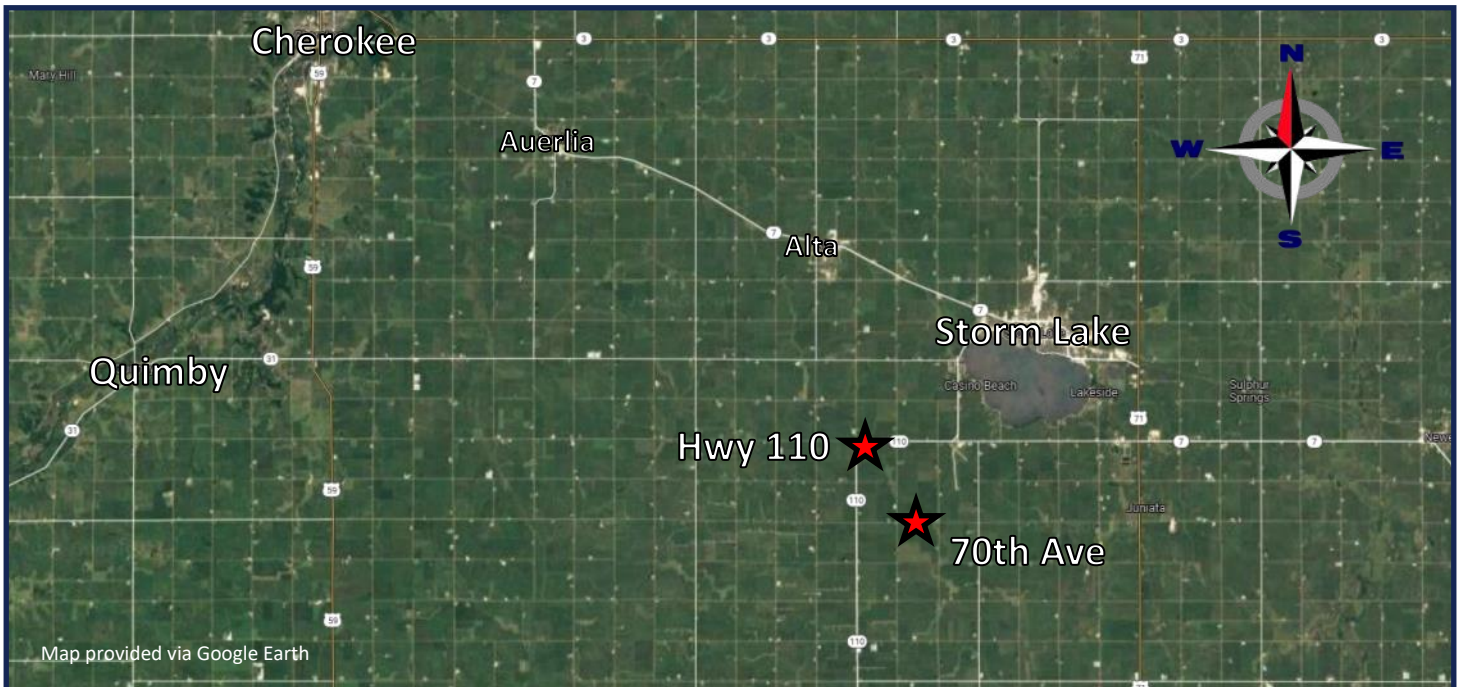 Cherokee
3
3
3
3
3
N
71
Mary Hill
59
7
Auerlia
W
E
7
Alta
S
59
7
Storm Lake
31
Quimby
Casino Beach
Lakeside
Sulphur
Springs
71
31
Hwy 110
110
7
7
59
110
Juniata
70th Ave
59
110
Map provided via Google Earth